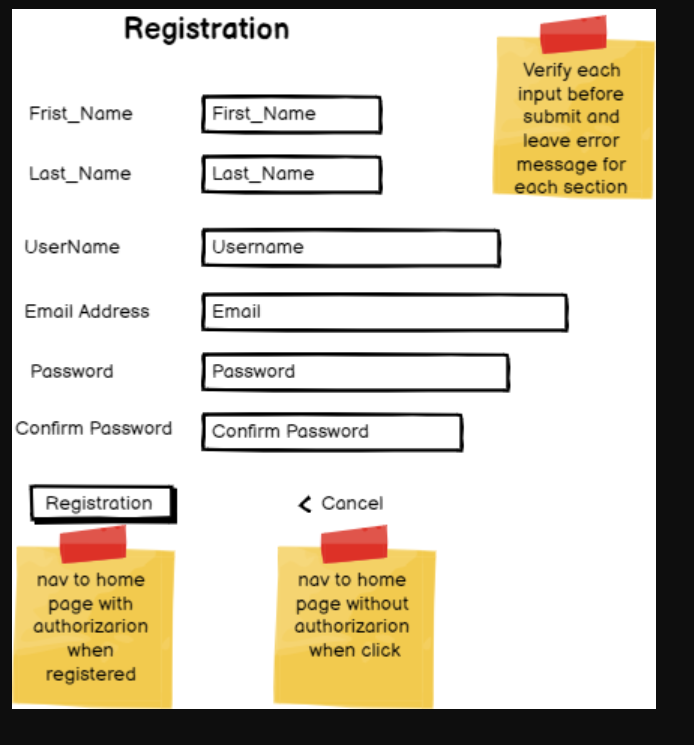 Registration
Verify each
input before
submit and
leave error
message for
each section
Frist_Name
First_Name
Last_Name
Last_Name
UserName
Username
Email Address
Email
Password
Password
Confirm Password
Confirm Password
Registration
Cancel
nav to home
page with
authorizarion
when
registered
nav to home
page without
authorizarion
when click